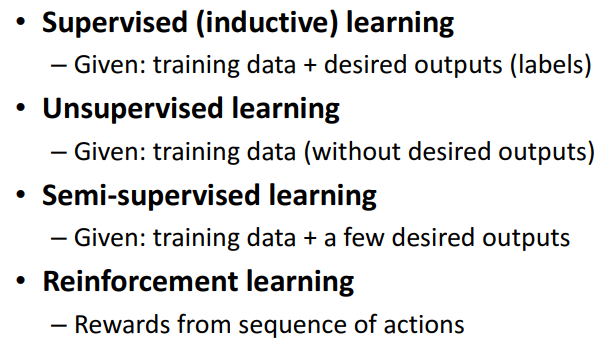 • Supervised (inductive) learning
– Given: training data + desired outputs (labels)
• Unsupervised learning
– Given: training data (without desired outputs)
• Semi-supervised learning
– Given: training data + a few desired outputs
• Reinforcement learning
– Rewards from sequence of actions